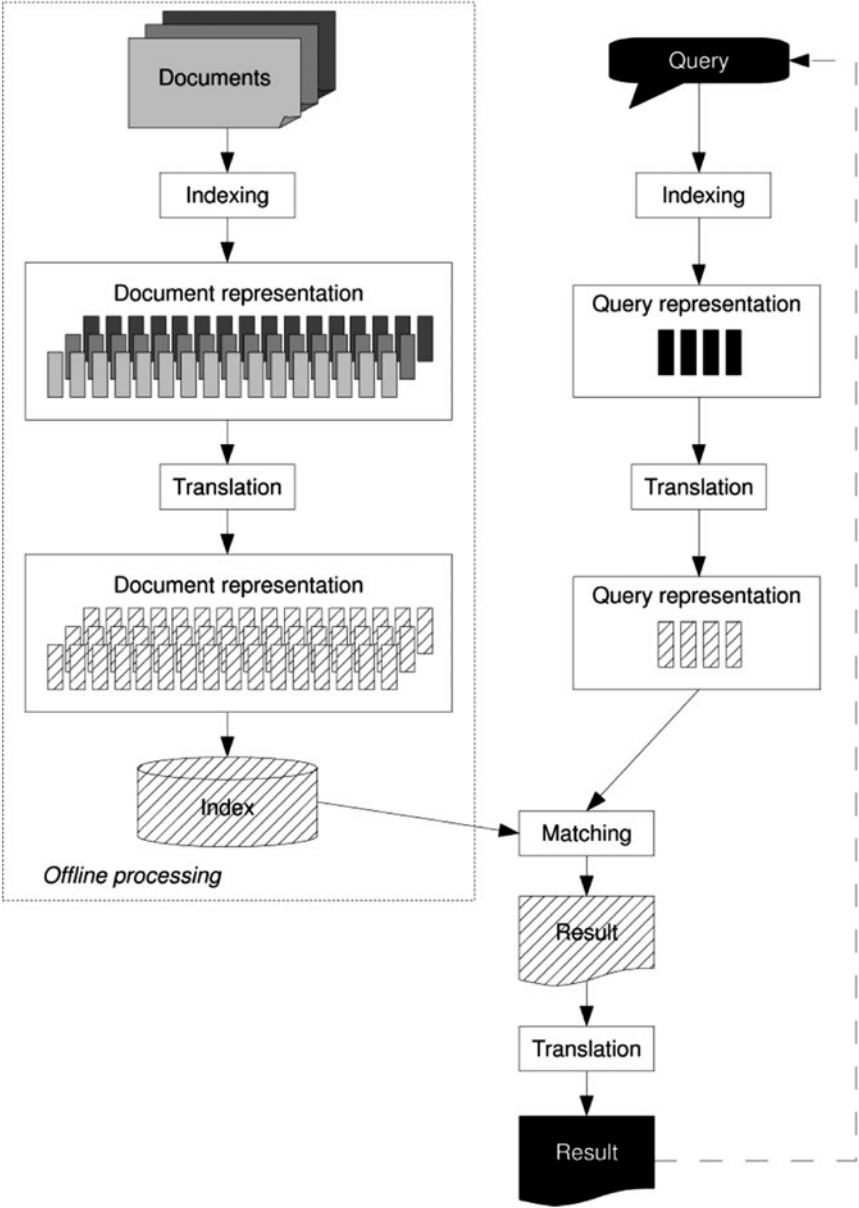 Documents
Indexing
Document representation
Translation
Document representation
Index
Offline processing
Query
Indexing
Query representation
Translation
Query representation
Matching
Result
Translation
Result